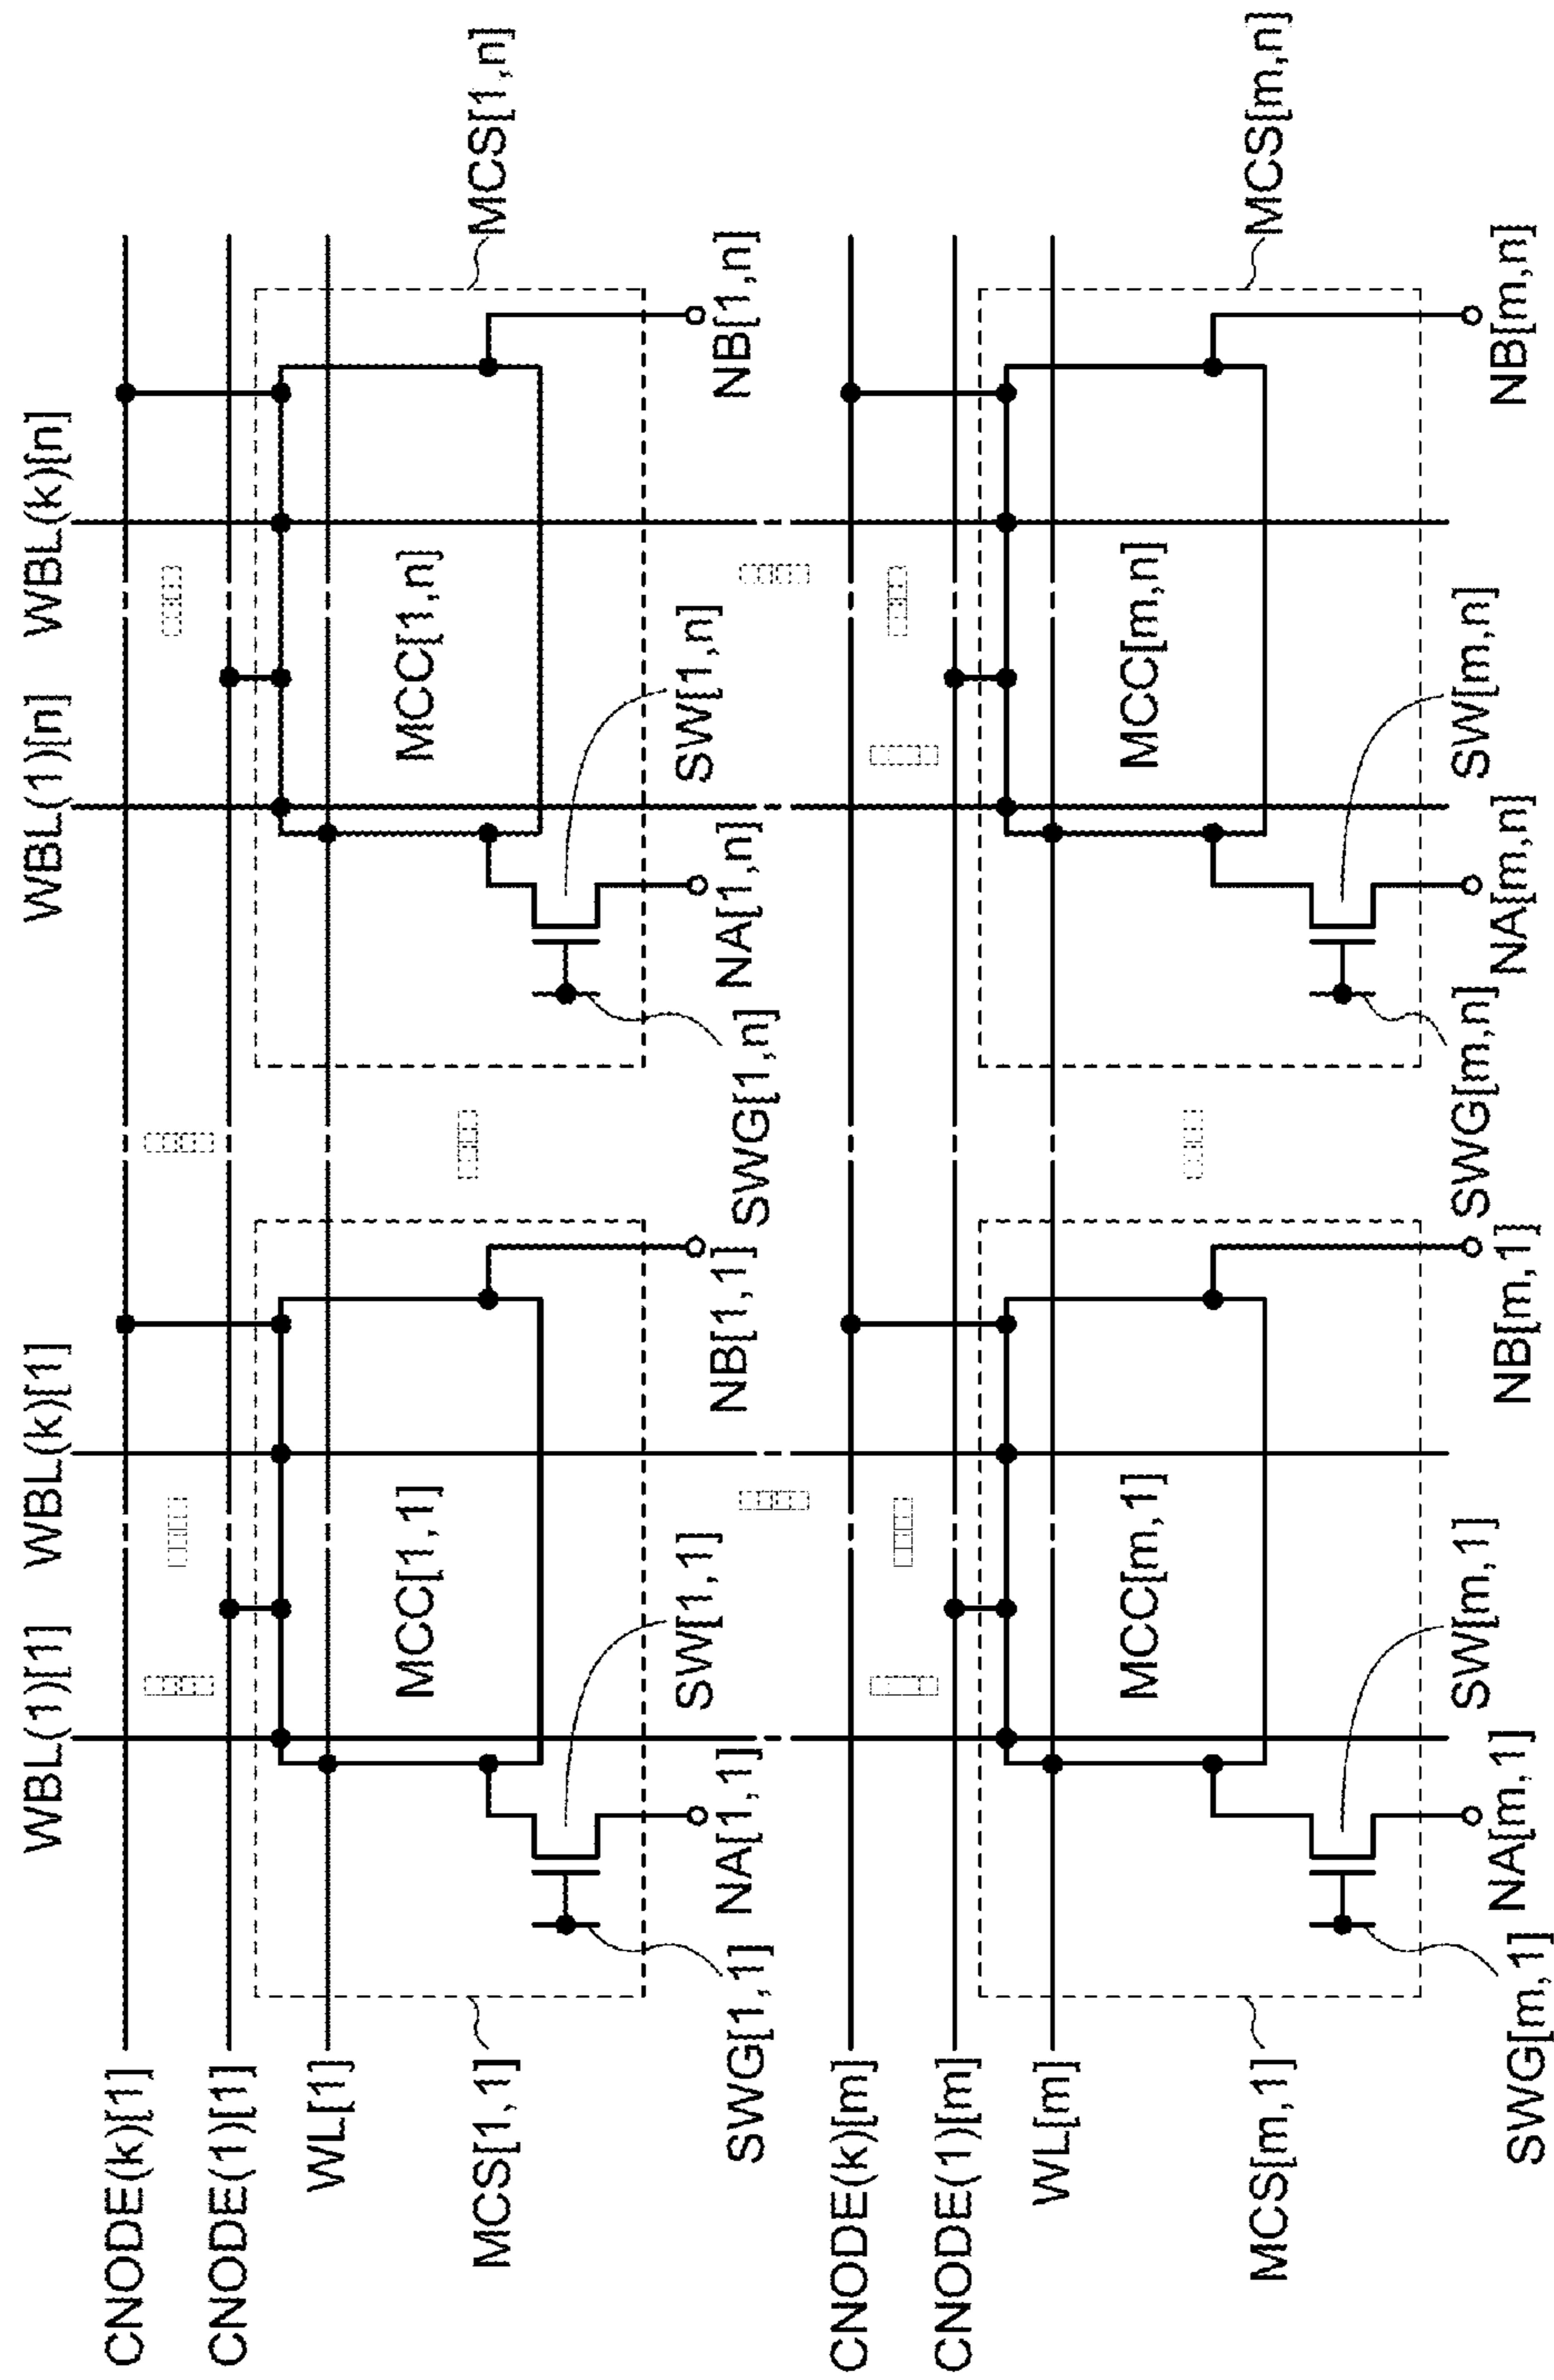 WBL(1)[1] WBL(k)[1] WBL(1)[n] WBL(k)[n]
CNODE(k)[1]
CNODE(1)[1]
WL[1]
MCC[1,1] MCC[1,n]
MCS[1,1] MCS[1,n]
SW[1,1] SW[1,n]
SWG[1,1] NA[1,1] NB[1,1] SWG[1,n] NA[1,n] NB[1,n]
CNODE(k)[m]
CNODE(1)[m]
WL[m]
MCC[m,1] MCC[m,n]
MCS[m,1] MCS[m,n]
SW[m,1] SW[m,n]
SWG[m,1] NA[m,1] NB[m,1] SWG[m,n] NA[m,n] NB[m,n]